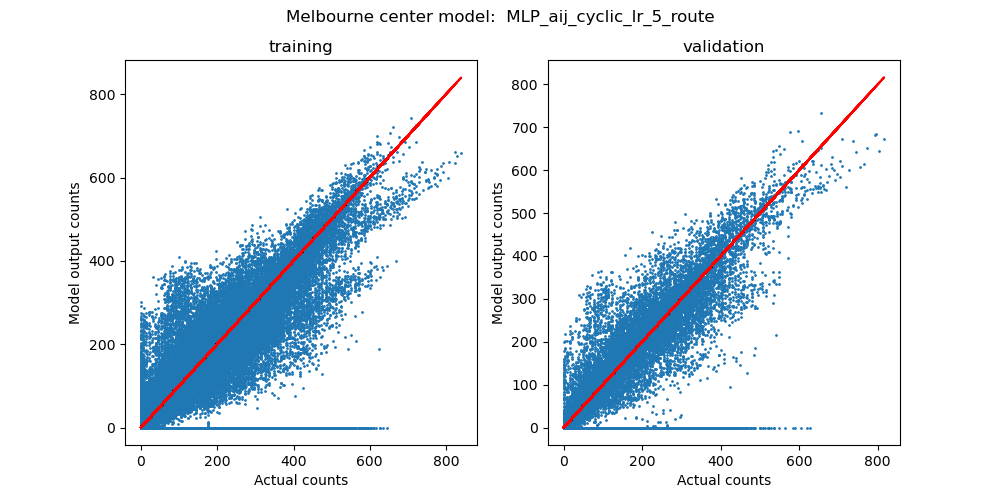 Melbourne center model:  MLP_aij_cyclic_lr_5_route
training
validation
Model output counts
800
600
400
200
0
0 200 400 600 800
Actual counts
Model output counts
800
700
600
500
400
300
200
100
0
0 200 400 600 800
Actual counts